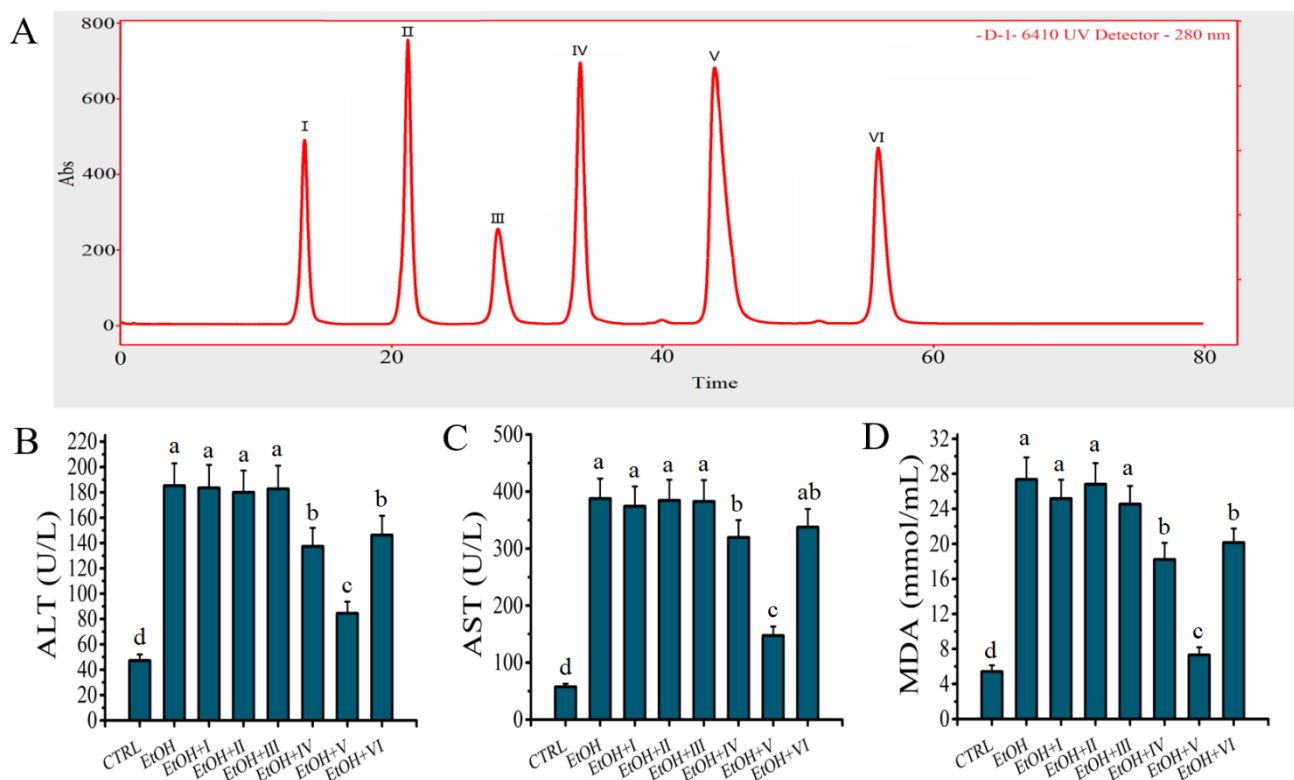 A
-D-1- 6410 UV Detector - 280 nm
800
600
400
200
0
Abs
I
II
III
IV
V
VI
0
20
40
60
80
Time
B
ALT (U/L)
220
200
180
160
140
120
100
80
60
40
20
0
d
a
a
a
a
b
c
b
CTRL
EtOH
EtOH+I
EtOH+II
EtOH+III
EtOH+IV
EtOH+V
EtOH+VI
C
AST (U/L)
500
400
300
200
100
0
d
a
a
a
a
b
c
ab
CTRL
EtOH
EtOH+I
EtOH+II
EtOH+III
EtOH+IV
EtOH+V
EtOH+VI
D
MDA (mmol/mL)
32
28
24
20
16
12
8
4
0
d
a
a
a
a
b
c
b
CTRL
EtOH
EtOH+I
EtOH+II
EtOH+III
EtOH+IV
EtOH+V
EtOH+VI